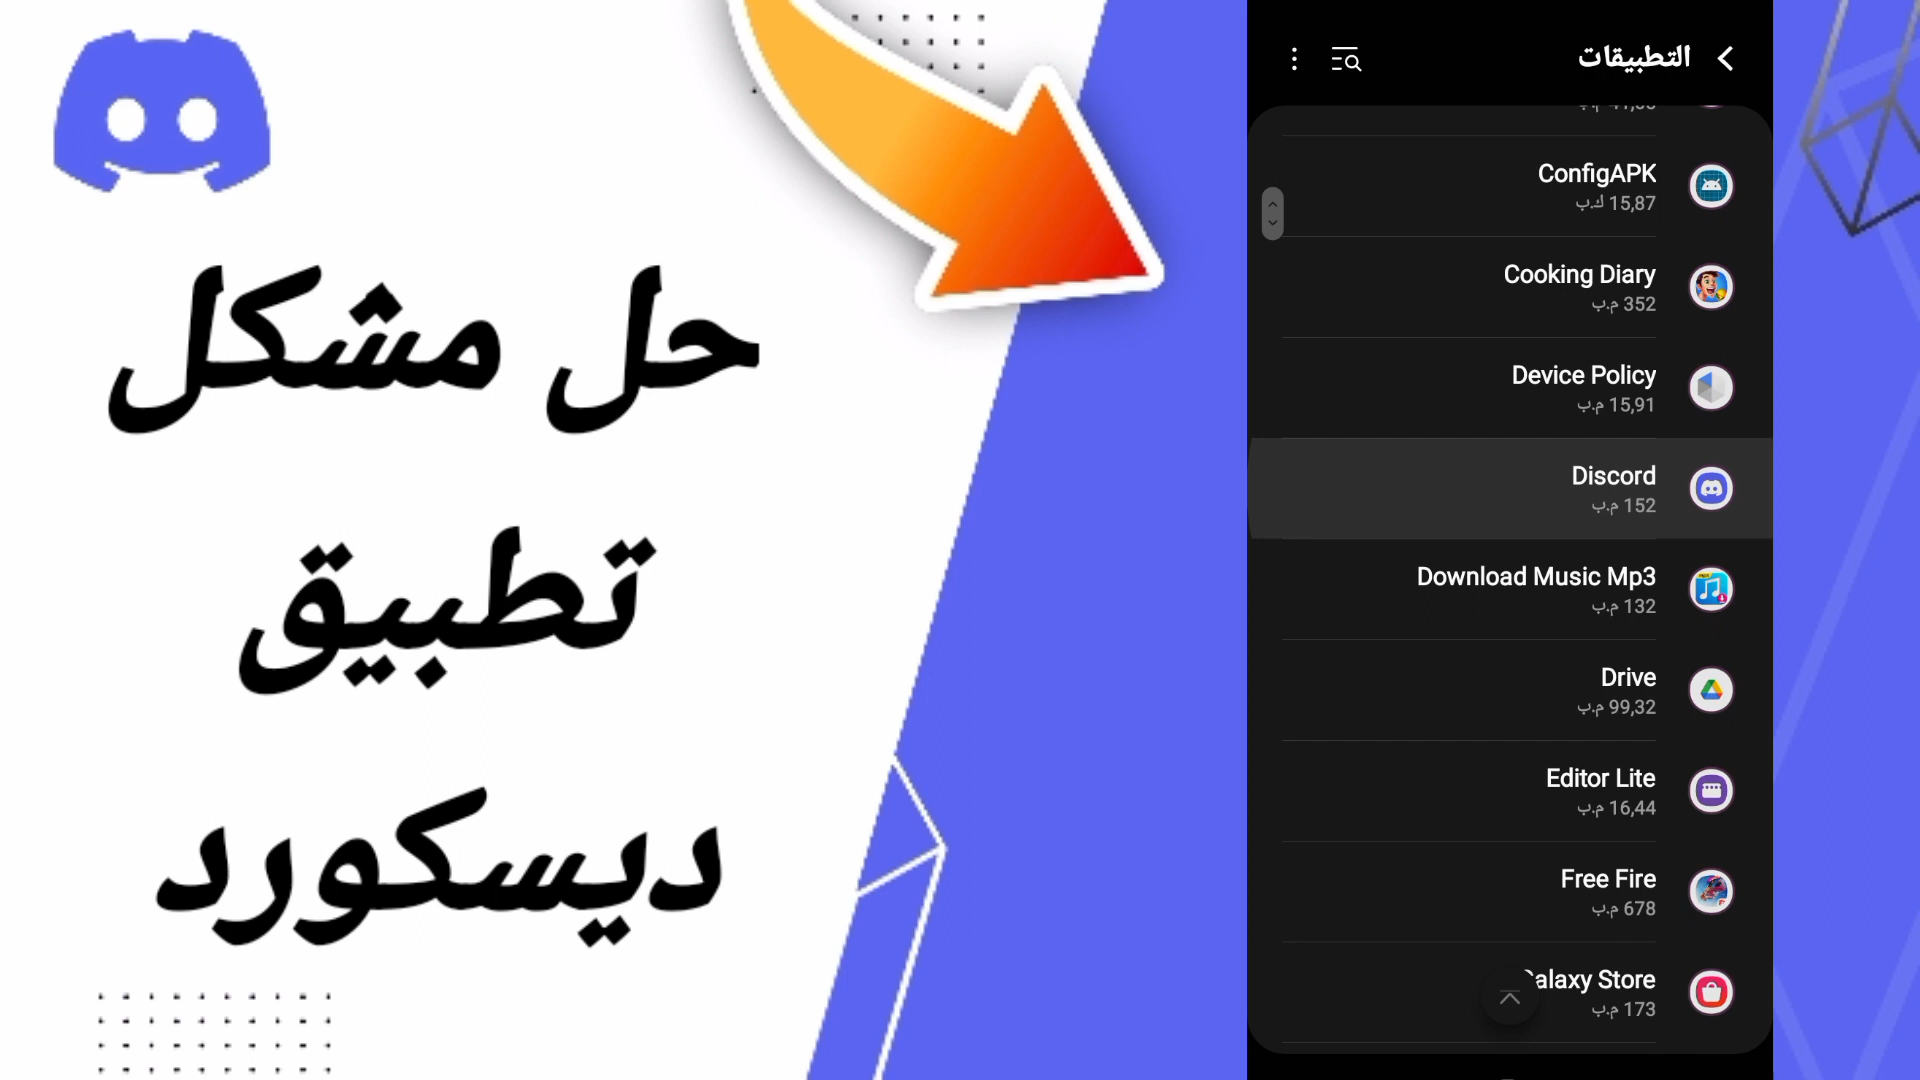 حل مشكل
تطبيق
ديسكورد
التطبيقات
ConfigAPK
15,87 ك.ب
Cooking Diary
352 م.ب
Device Policy
15,91 م.ب
Discord
152 م.ب
Download Music Mp3
132 م.ب
Drive
99,32 م.ب
Editor Lite
16,44 م.ب
Free Fire
678 م.ب
Galaxy Store
173 م.ب